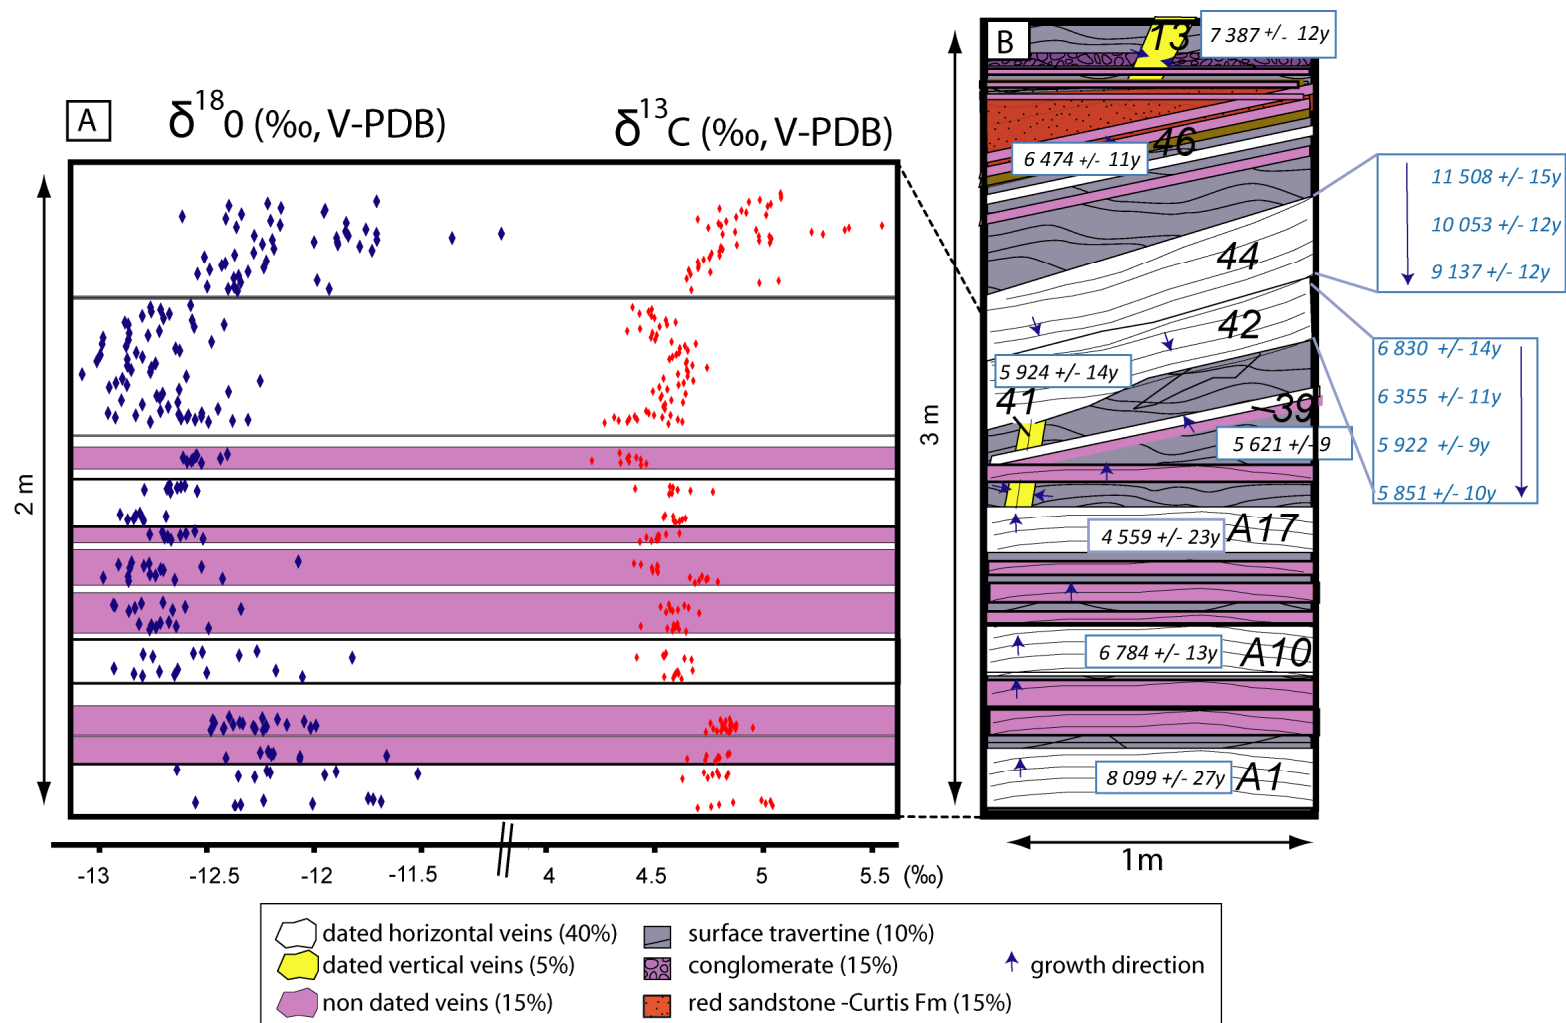 A
δ18O (‰, V-PDB)
δ13C (‰, V-PDB)
2 m
-13
-12.5
-12
-11.5
4
4.5
5
5.5
(‰)
B
13
7 387 +/- 12y
46
6 474 +/- 11y
11 508 +/- 15y
10 053 +/- 12y
9 137 +/- 12y
44
42
5 924 +/- 14y
6 830 +/- 14y
6 355 +/- 11y
5 922 +/- 9y
5 851 +/- 10y
41
39
5 621 +/- 9
3 m
4 559 +/- 23y
A17
6 784 +/- 13y
A10
8 099 +/- 27y
A1
1m
dated horizontal veins (40%)
dated vertical veins (5%)
non dated veins (15%)
surface travertine (10%)
conglomerate (15%)
red sandstone -Curtis Fm (15%)
growth direction